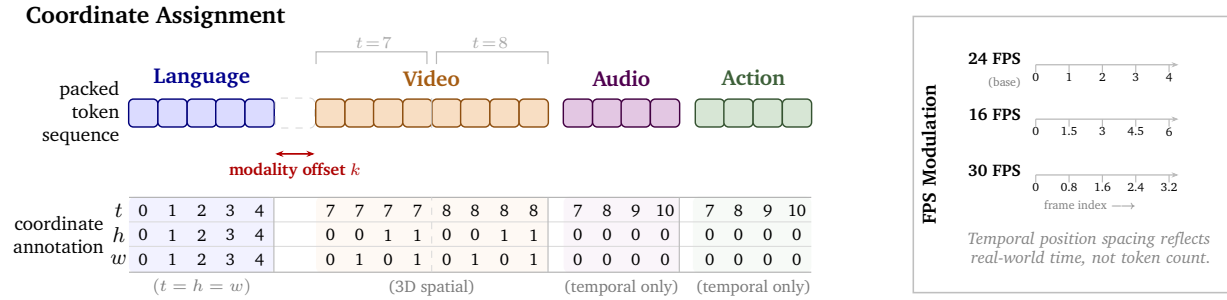 Coordinate Assignment
t = 7
t = 8
Language
Video
Audio
Action
packed
token
sequence
modality offset k
coordinate
annotation
t 0 1 2 3 4 7 7 7 7 8 8 8 8 7 8 9 10 7 8 9 10
h 0 1 2 3 4 0 0 1 1 0 0 1 1 0 0 0 0 0 0 0 0
w 0 1 2 3 4 0 1 0 1 0 1 0 1 0 0 0 0 0 0 0 0
(t = h = w)
(3D spatial)
(temporal only)
(temporal only)
FPS Modulation
24 FPS
(base)
0 1 2 3 4
16 FPS
0 1.5 3 4.5 6
30 FPS
0 0.8 1.6 2.4 3.2
frame index →
Temporal position spacing reflects
real-world time, not token count.